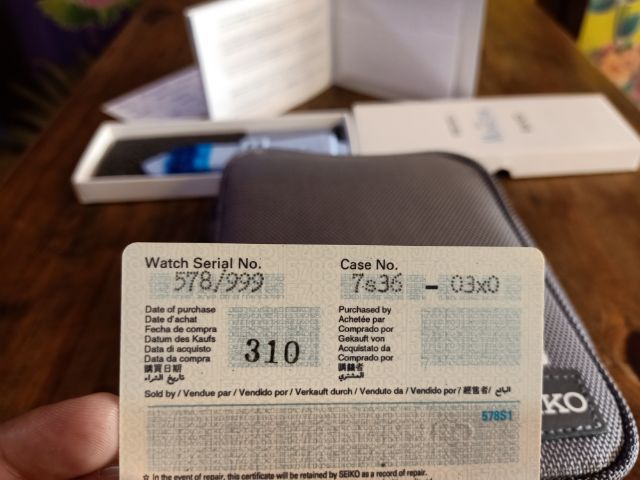 Watch Serial No.
578/999
Case No.
7s36 - 03x0
Date of purchase
Date d'achat
Fecha de compra
Datum des Kaufs
Data di acquisto
Data da compra
購買日期
تاريخ الشراء
310
Purchased by
Achetée par
Comprado por
Gekauft von
Acquistato da
Comprado por
購錶者
المشتري
Sold by / Vendue par / Vendido por / Verkauft durch / Venduto da / Vendido por / 經售者 / البائع
578S1
☆ In the event of repair, this certificate will be retained by SEIKO as a record of repair.
IKO